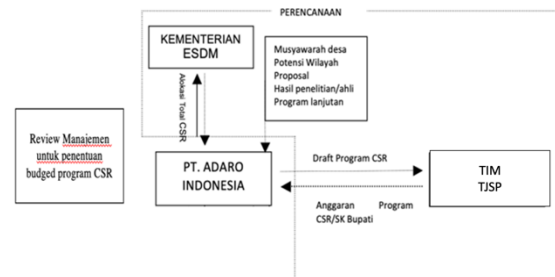 PERENCANAAN
KEMENTERIAN
ESDM
Musyawarah desa
Potensi Wilayah
Proposal
Hasil penelitian/ahli
Program lanjutan
Alokasi Total CSR
Review Manajemen
untuk penentuan
budged program CSR
PT. ADARO
INDONESIA
Draft Program CSR
TIM
TJSP
Anggaran Program
CSR/SK Bupati